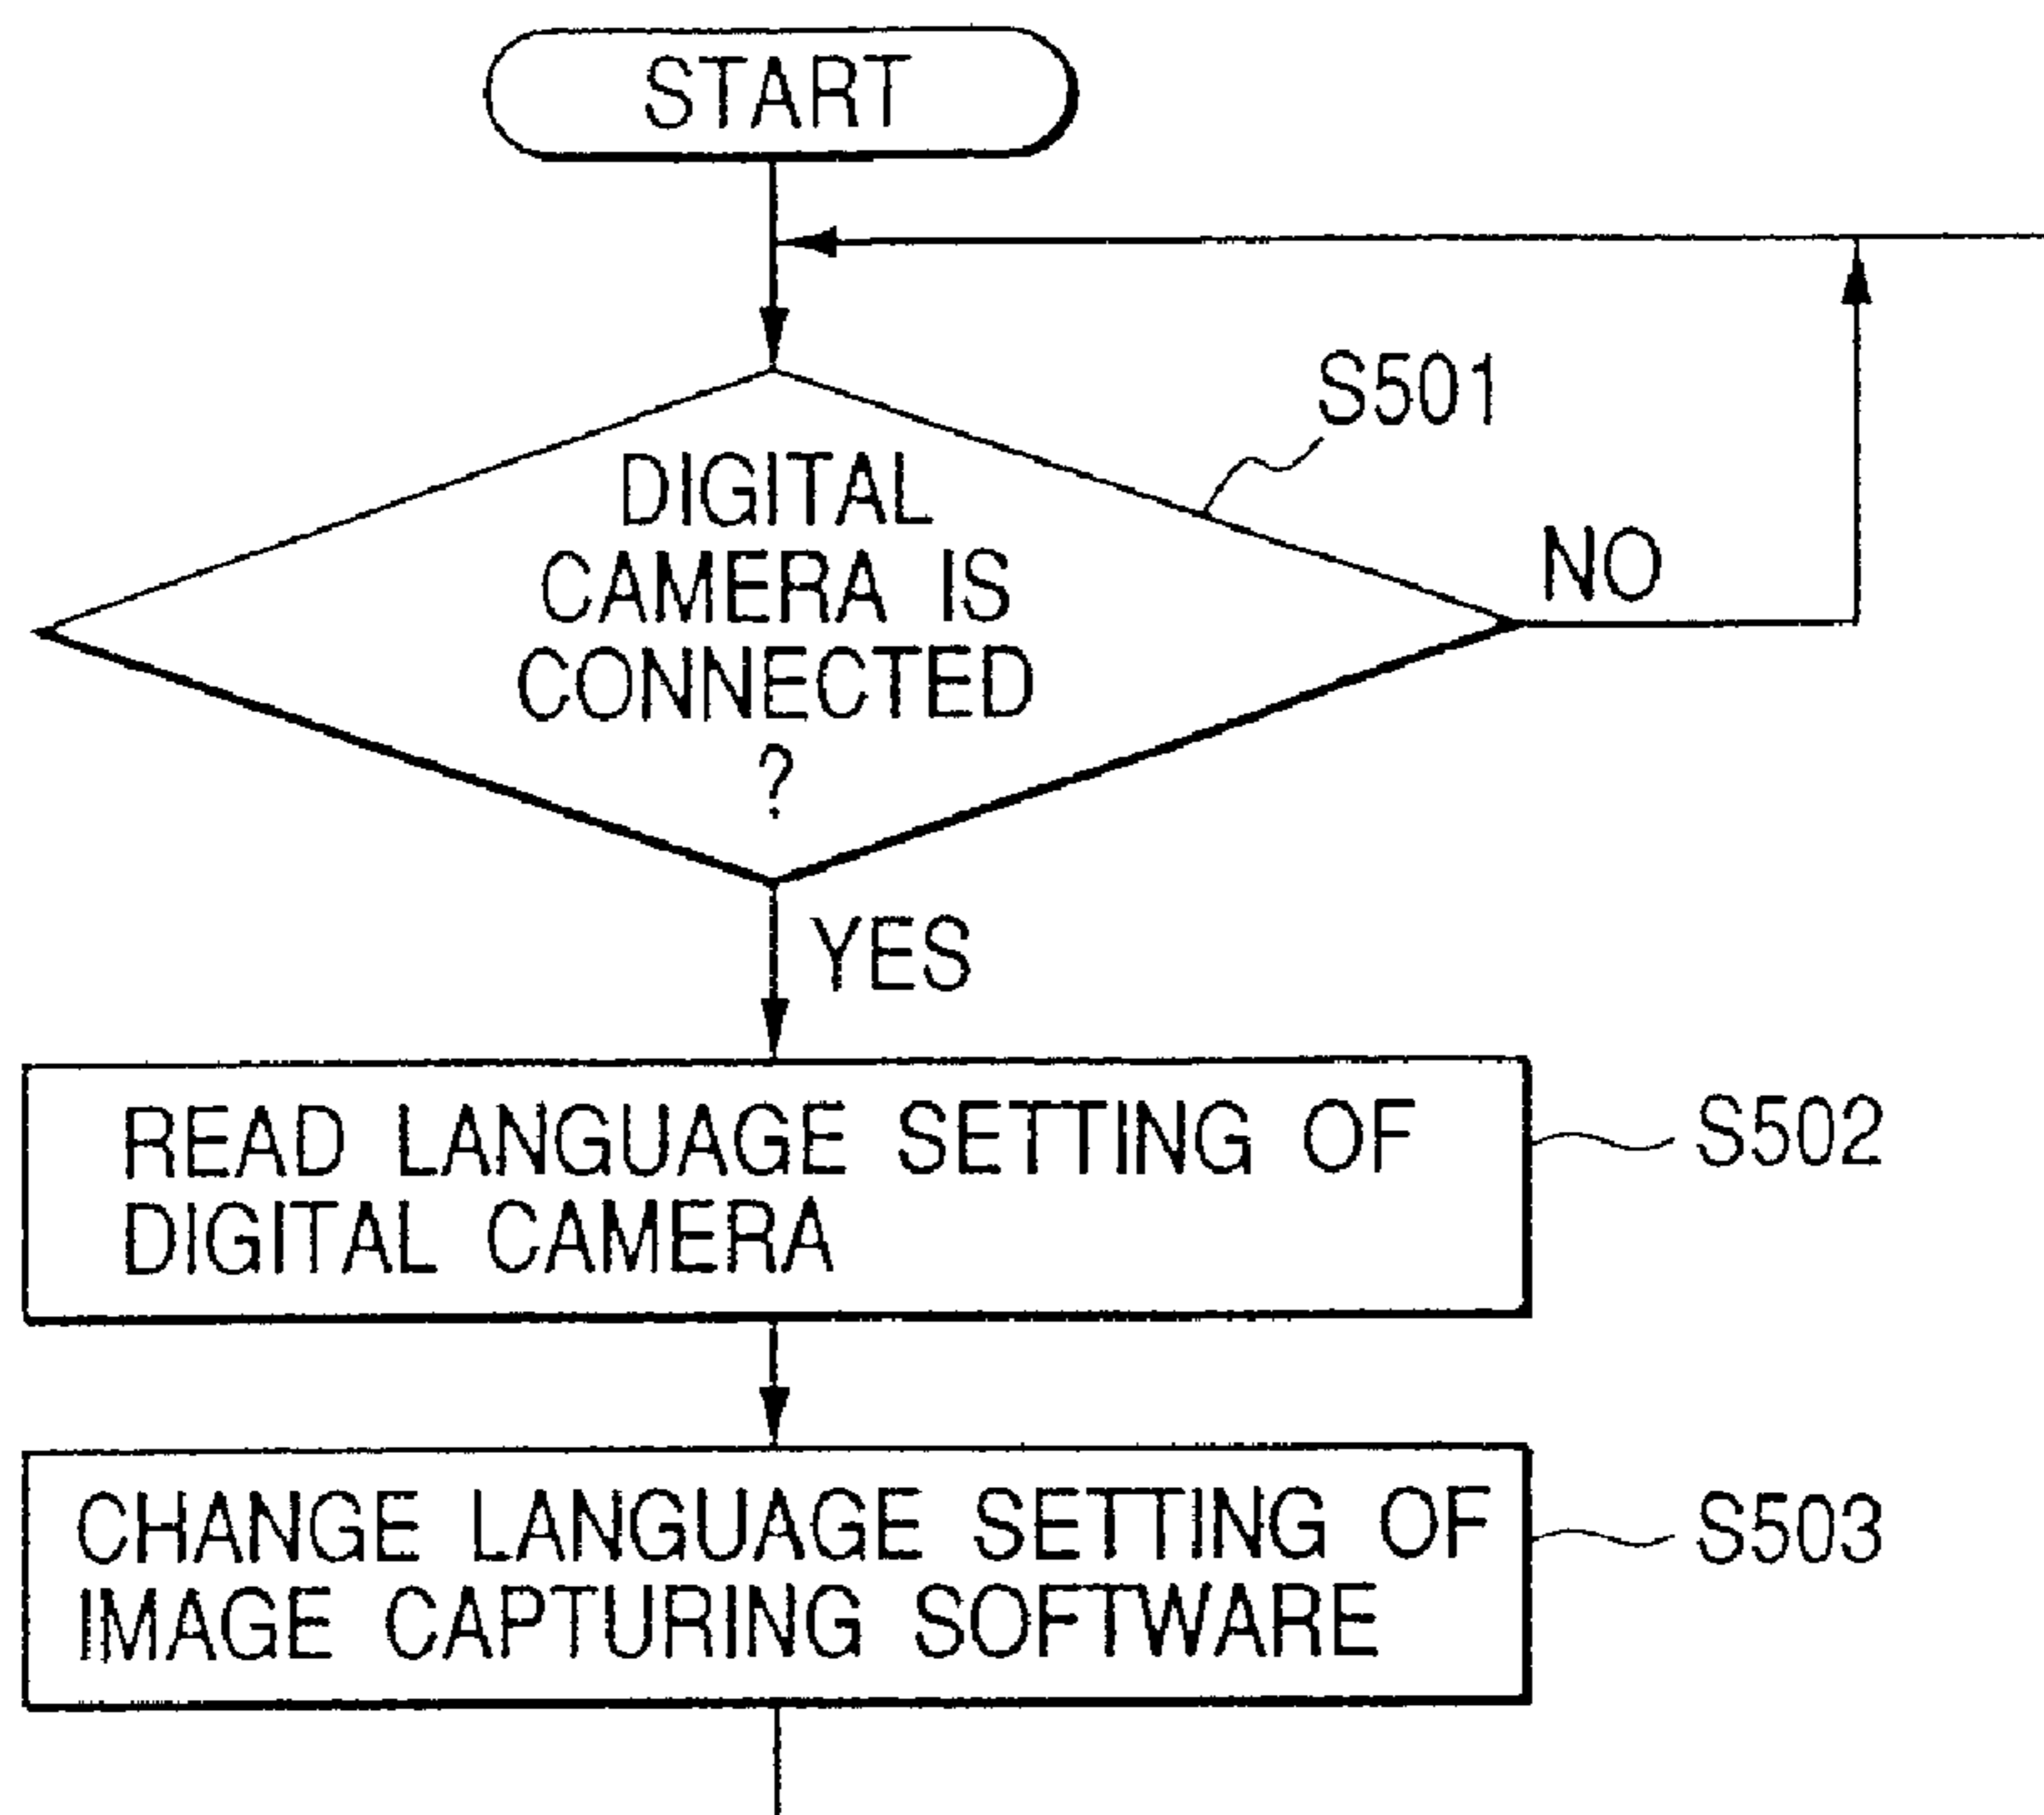 START
S501
DIGITAL
CAMERA IS
CONNECTED
?
NO
YES
READ LANGUAGE SETTING OF
DIGITAL CAMERA
S502
CHANGE LANGUAGE SETTING OF
IMAGE CAPTURING SOFTWARE
S503